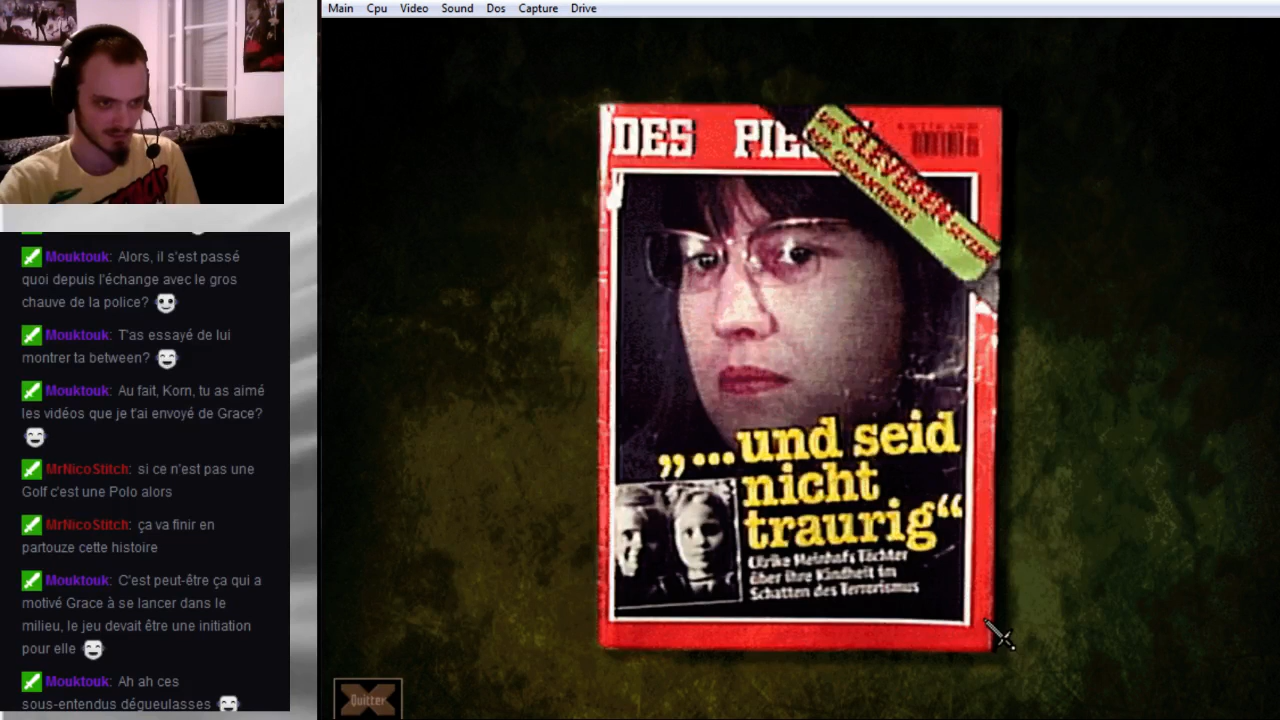 Main Cpu Video Sound Dos Capture Drive
Mouktouk: Alors, il s'est passé
quoi depuis l'échange avec le gros
chauve de la police?
Mouktouk: T'as essayé de lui
montrer ta between?
Mouktouk: Au fait, Korn, tu as aimé
les vidéos que je t'ai envoyé de Grace?
MrNicoStitch: si ce n'est pas une
Golf c'est une Polo alors
MrNicoStitch: ça va finir en
partouze cette histoire
Mouktouk: C'est peut-être ça qui a
motivé Grace à se lancer dans le
milieu, le jeu devait être une initiation
pour elle
Mouktouk: Ah ah ces
sous-entendus dégueulasses
DES
„...und seid
nicht
traurig“
Ulrike Meinhofs Töchter
über ihre Kindheit im
Schatten des Terrorismus
Quitter